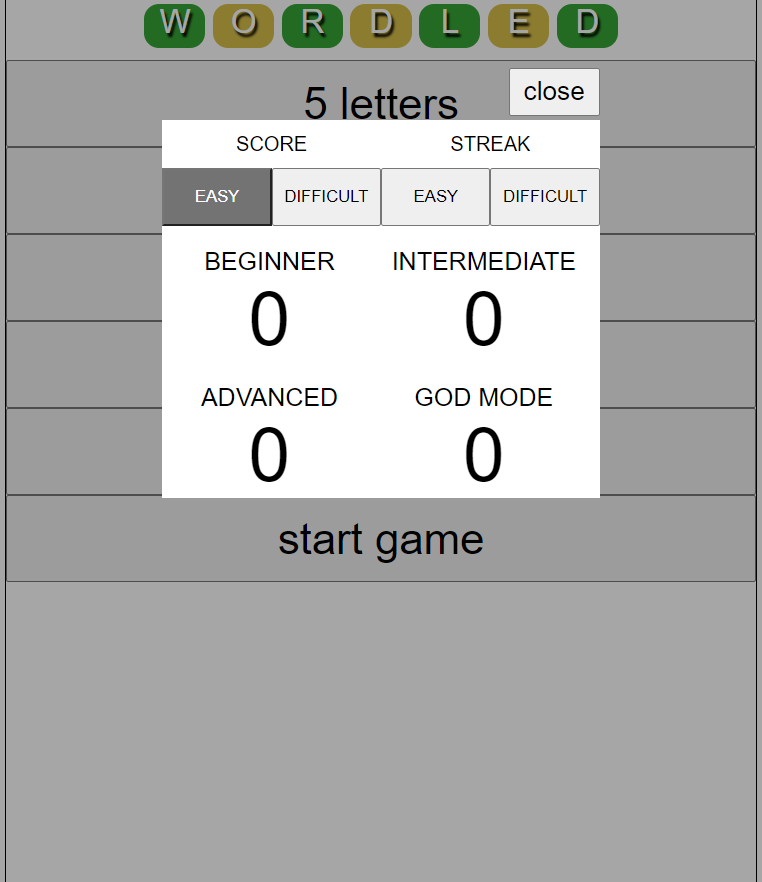 WORDLED
5 letters
close
SCORE STREAK
EASY DIFFICULT EASY DIFFICULT
BEGINNER INTERMEDIATE
0 0
ADVANCED GOD MODE
0 0
start game